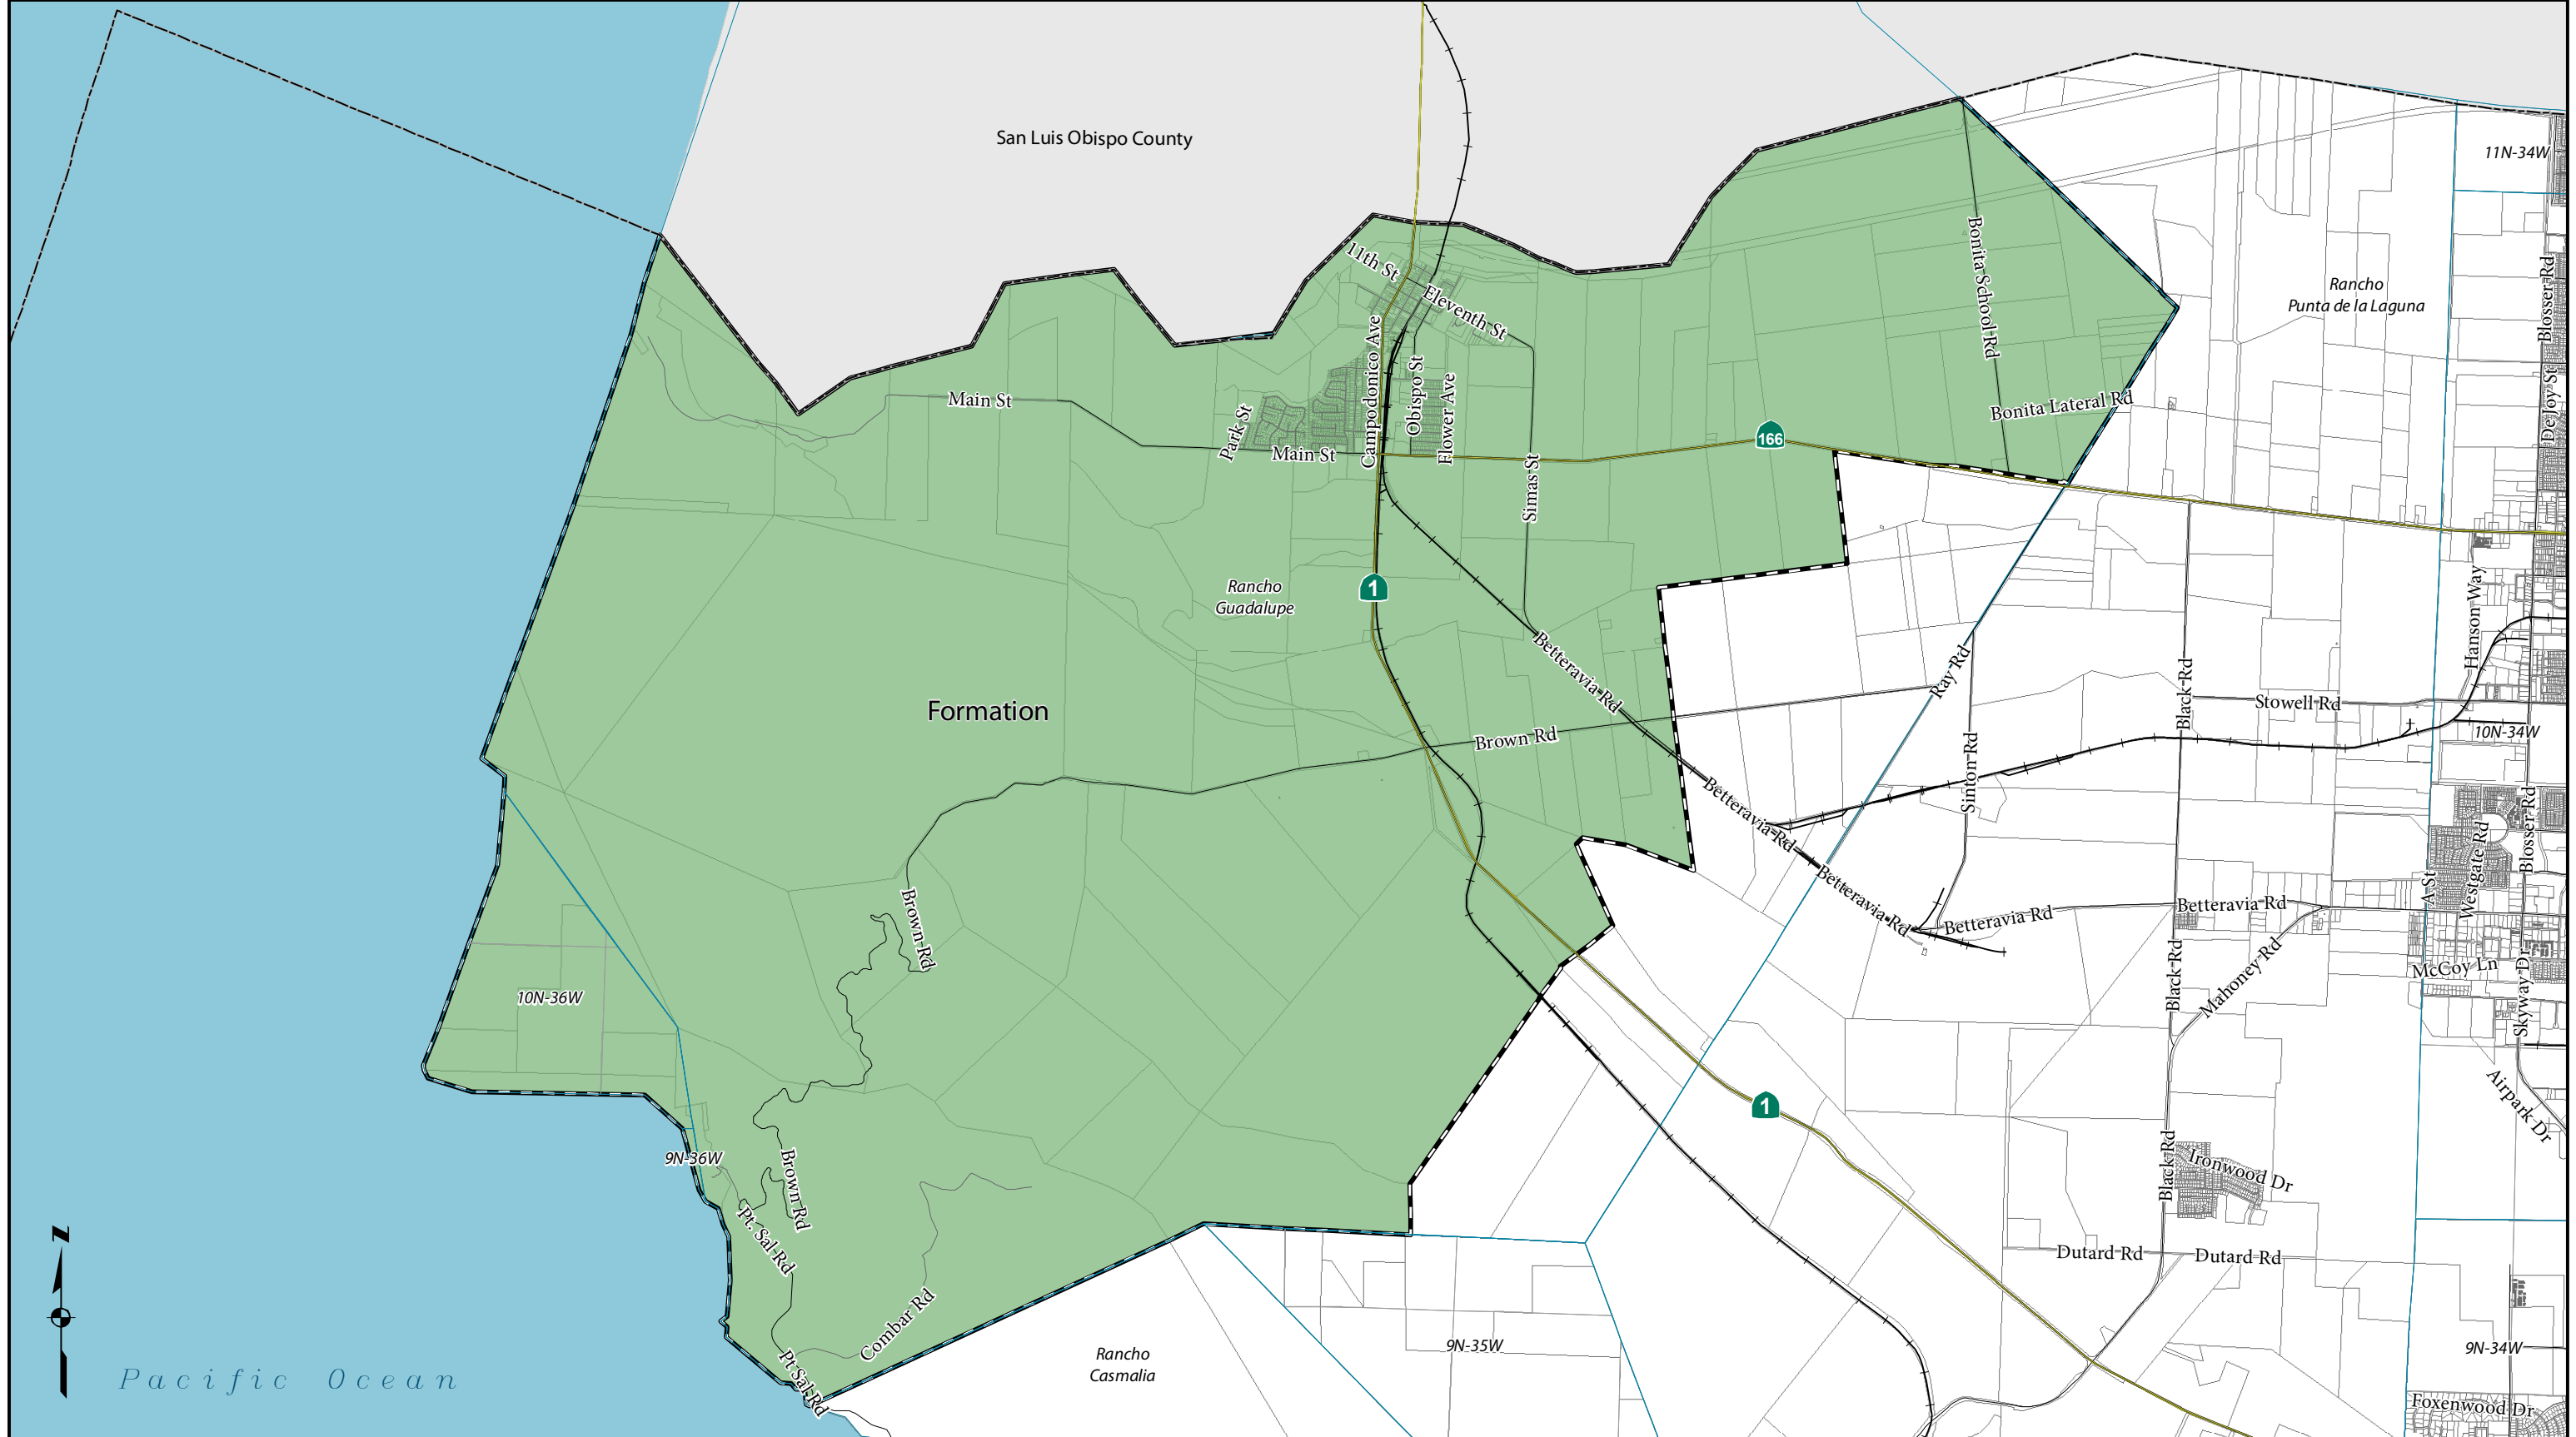 San Luis Obispo County
11N-34W
11th St
Eleventh St
Bonita School Rd
Rancho
Punta de la Laguna
Blosser Rd
Main St
Park St
Main St
Campodonico Ave
Obispo St
Flower Ave
Simas St
166
Bonita Lateral Rd
DeJoy St
Rancho
Guadalupe
1
Betteravia Rd
Hanson Way
Ray Rd
Black Rd
Stowell Rd
10N-34W
Formation
Brown Rd
Sinton Rd
Betteravia Rd
Betteravia Rd
Betteravia Rd
Betteravia Rd
A St
Westgate Rd
Blosser Rd
Brown Rd
10N-36W
Black Rd
Mahoney Rd
McCoy Ln
Skyway Dr
1
Airpark Dr
9N-36W
Brown Rd
Black Rd
Ironwood Dr
Pt. Sal Rd
Dutard Rd
Dutard Rd
Combar Rd
N
Pacific Ocean
Pt Sal Rd
Rancho
Casmalia
9N-35W
9N-34W
Foxenwood Dr